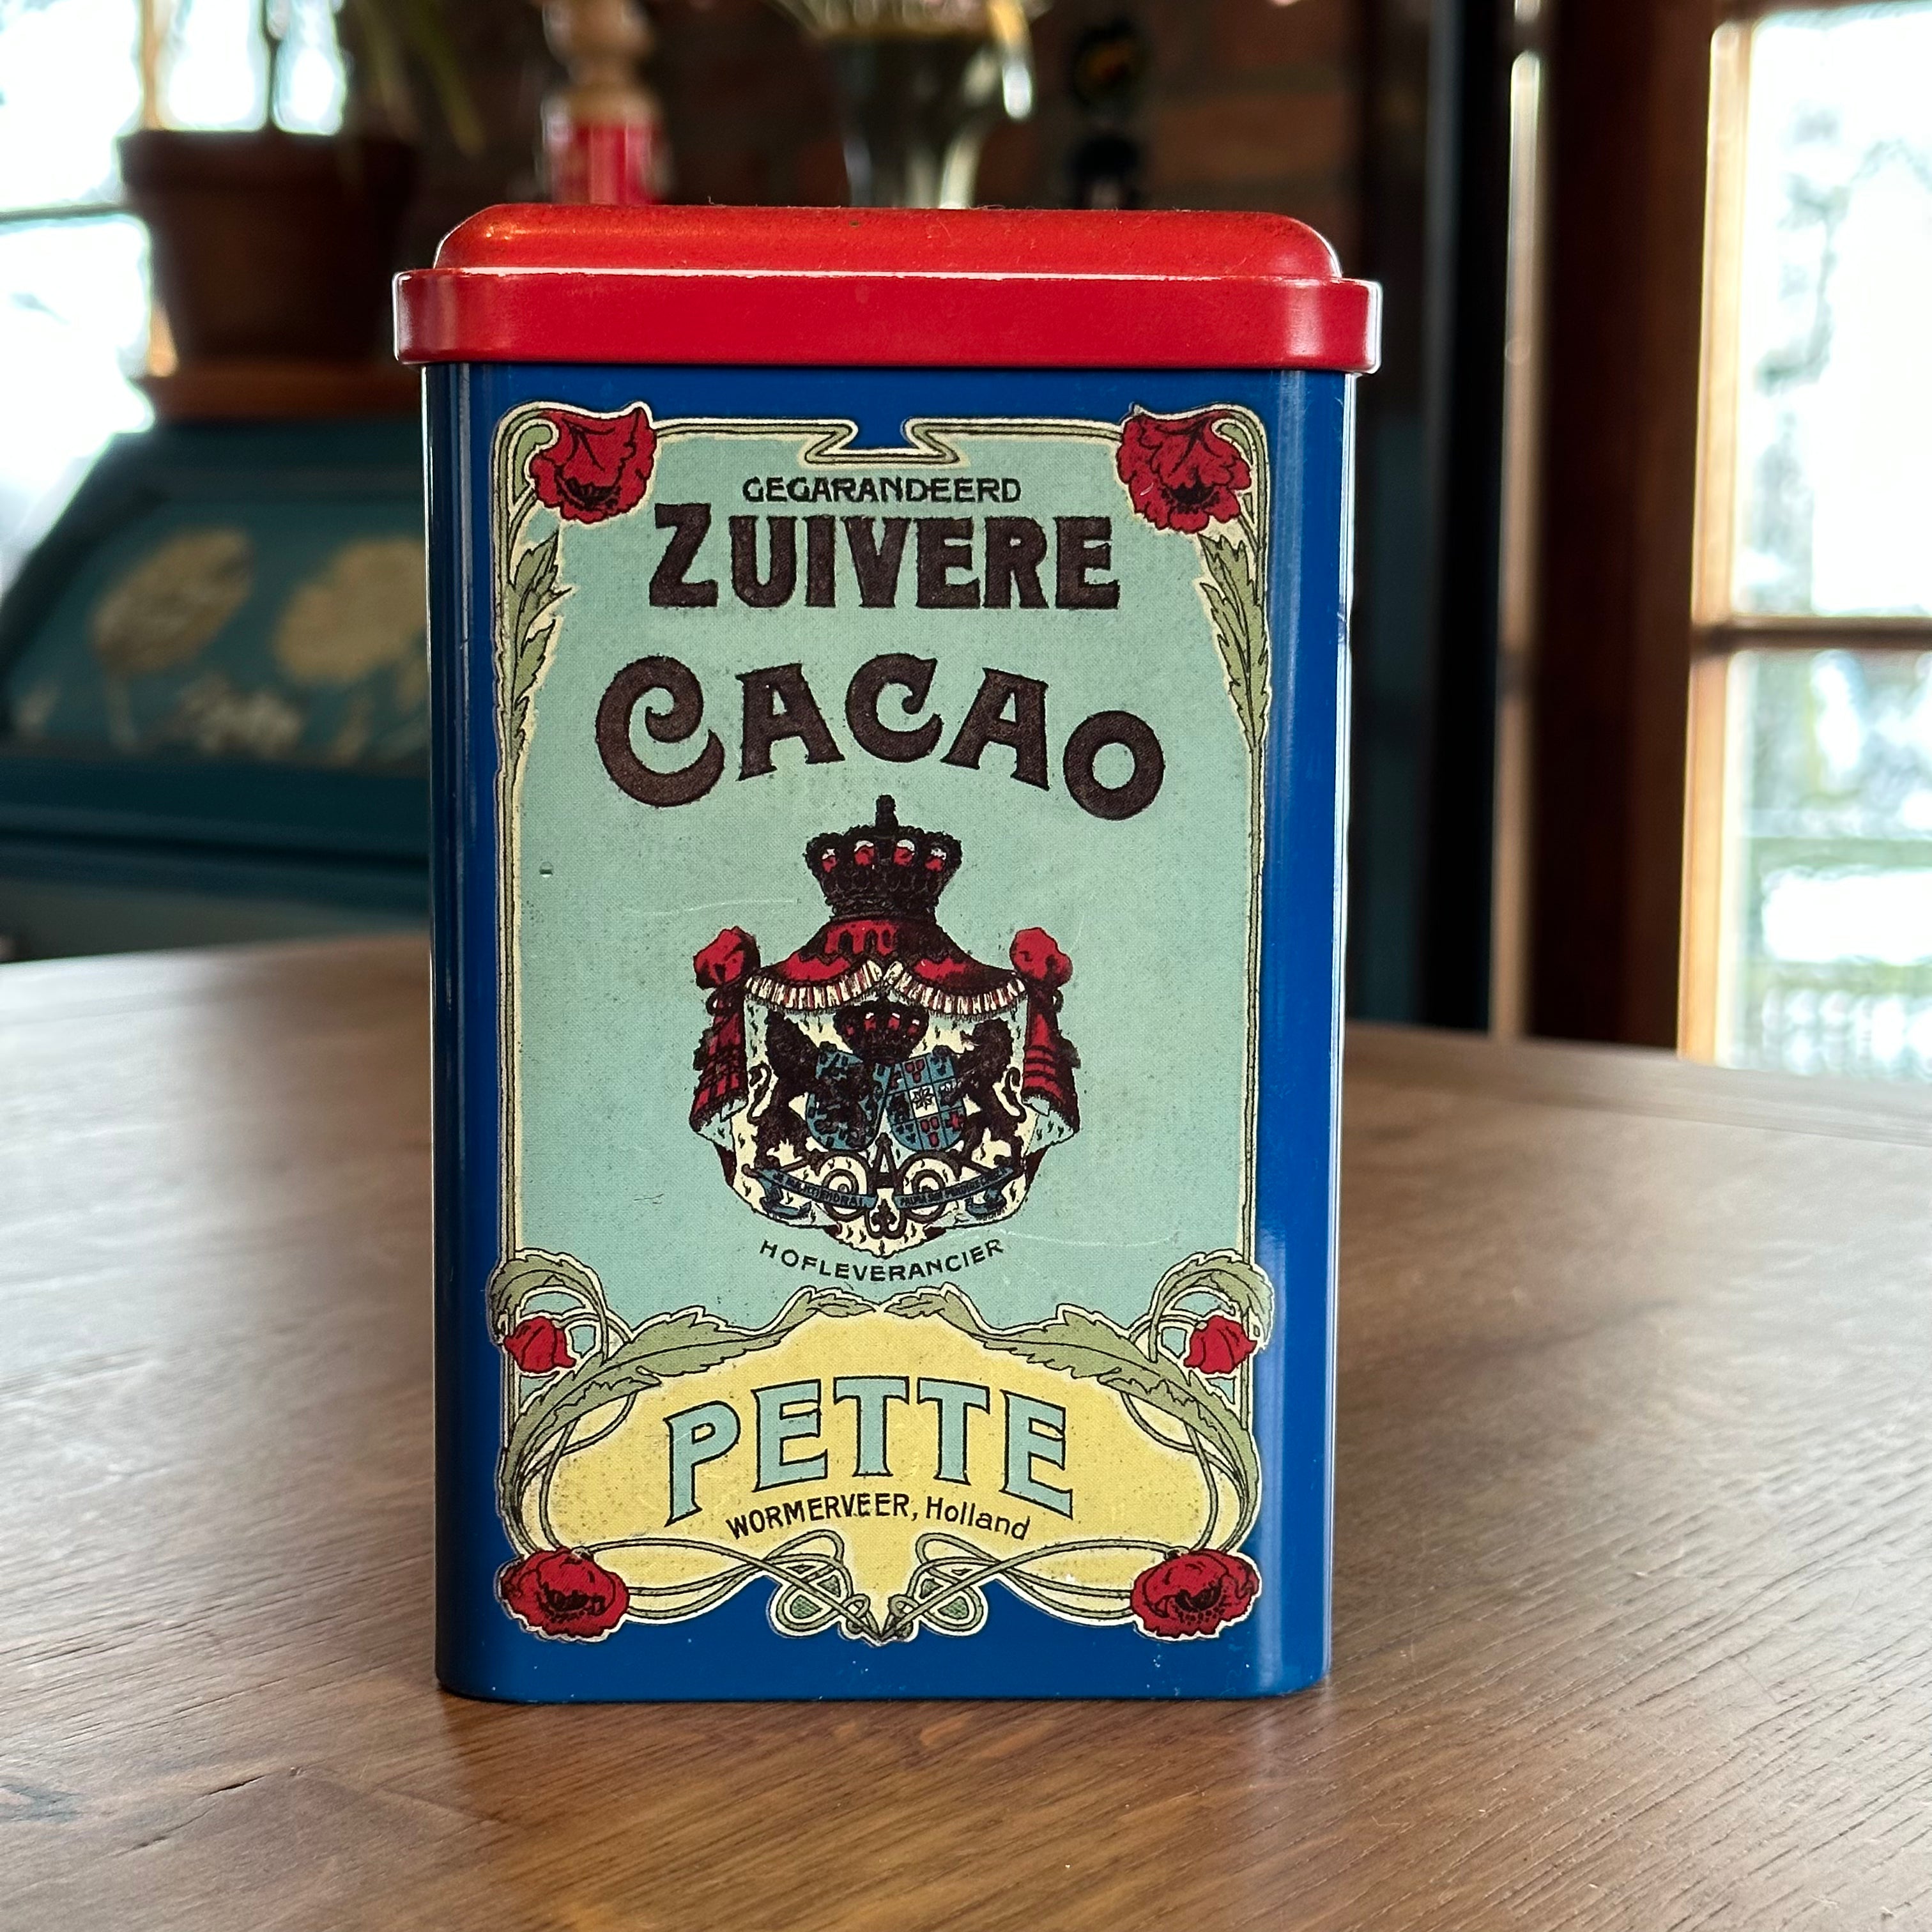 GEGARANDEERD
ZUIVERE
CACAO
HOFLEVERANCIER
PETTE
WORMERVEER, Holland